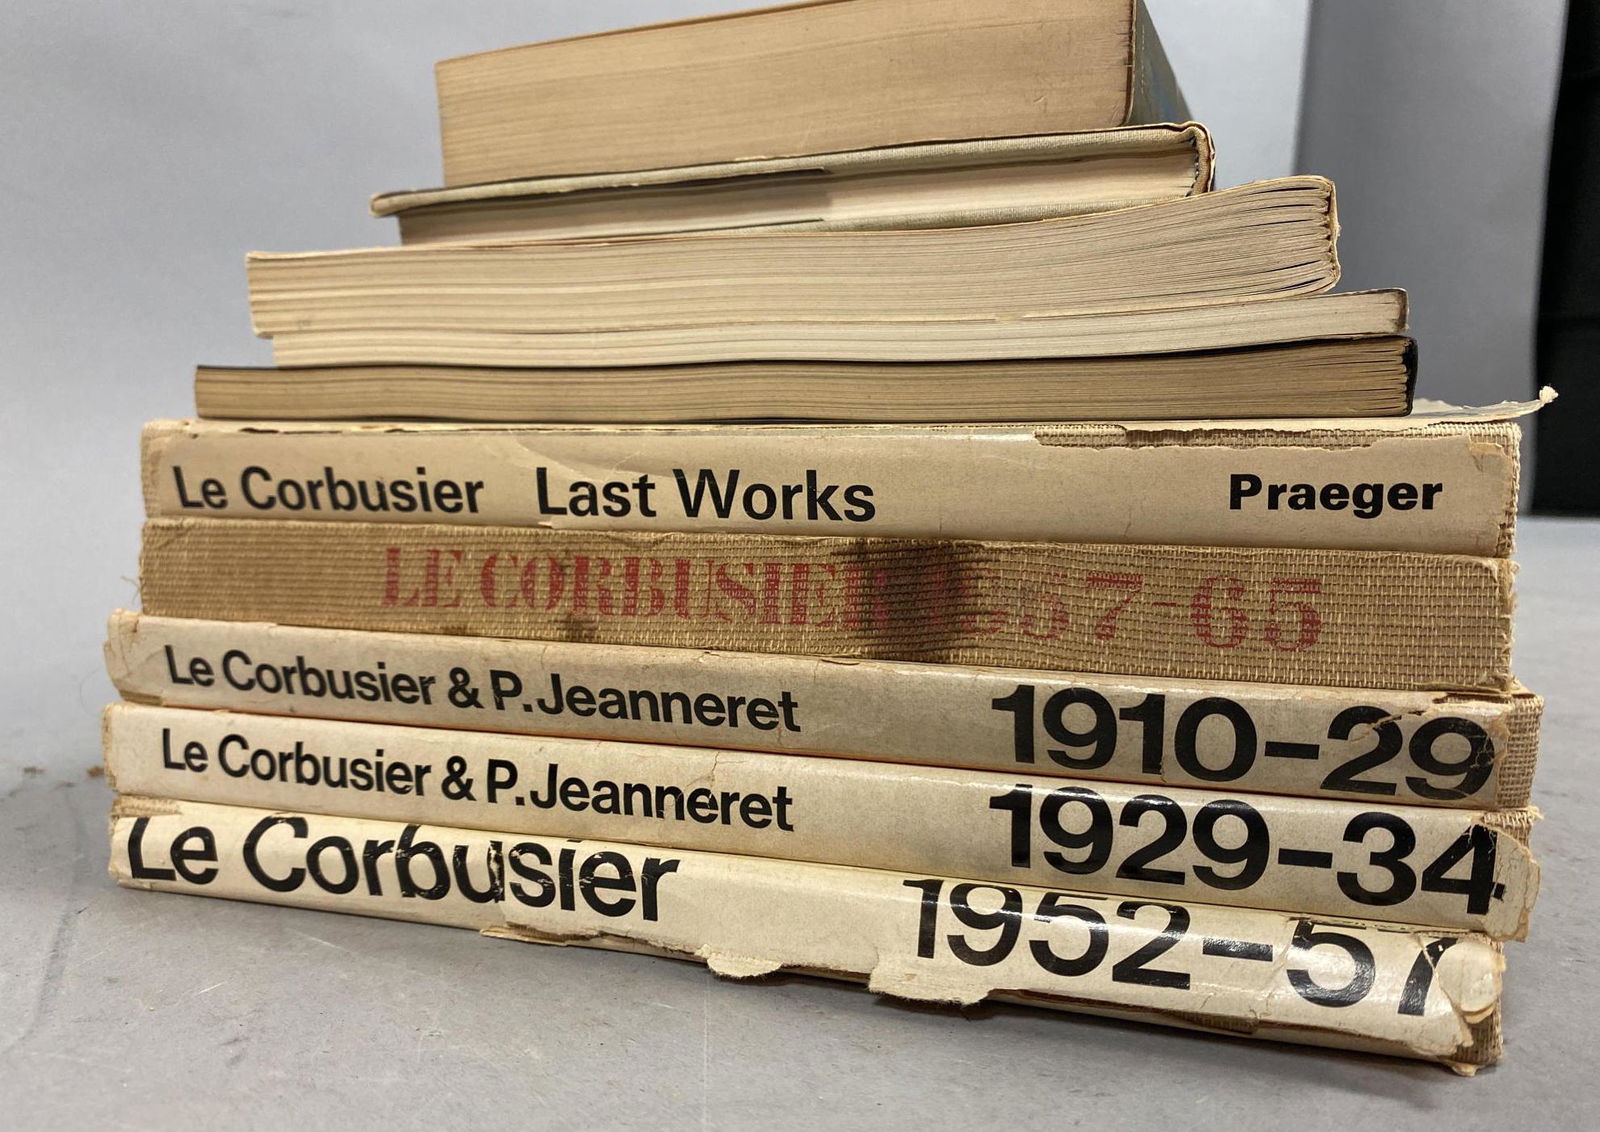 Le Corbusier Last Works Praeger
LE CORBUSIER 1957-65
Le Corbusier & P. Jeanneret 1910-29
Le Corbusier & P. Jeanneret 1929-34
Le Corbusier 1952-57